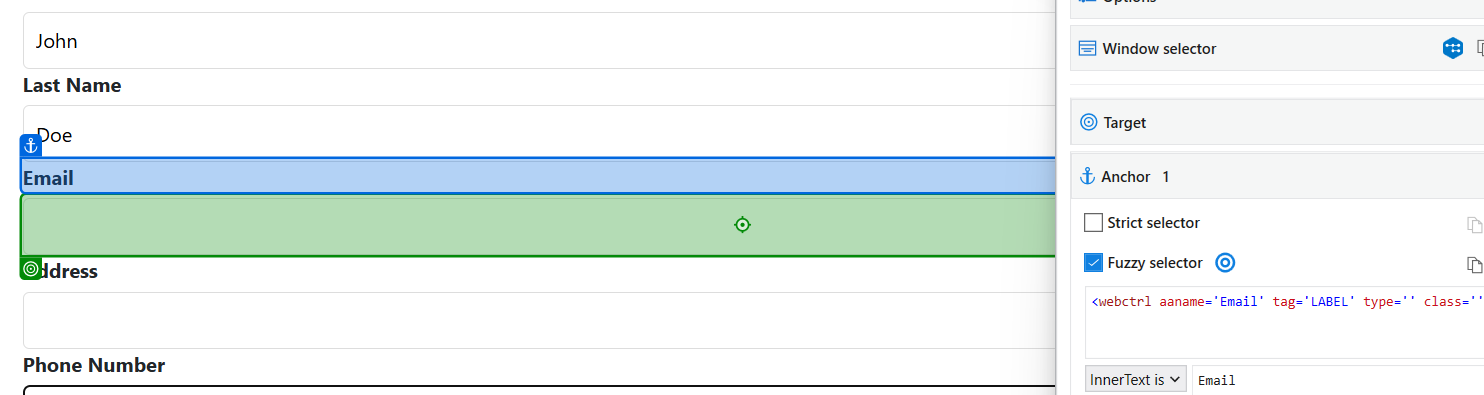 Options
John
Window selector
Last Name
Target
Doe
Anchor 1
Email
Strict selector
Fuzzy selector
ddress
<webctrl aaname='Email' tag='LABEL' type='' class=''
Phone Number
InnerText is
Email